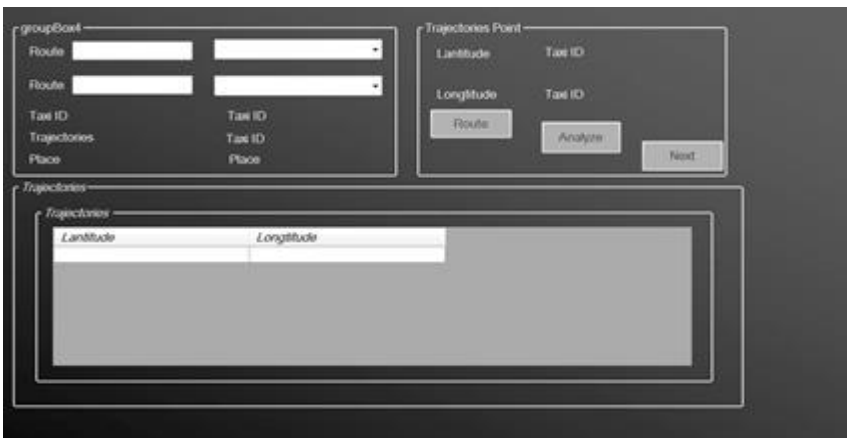 groupBox4
Route
Route
Taxi ID Taxi ID
Trajectories Taxi ID
Place Place
Trajectories Point
Lantitude Taxi ID
Longtitude Taxi ID
Route
Analyze
Next
Trajectories
Trajectories
Lantitude Longtitude